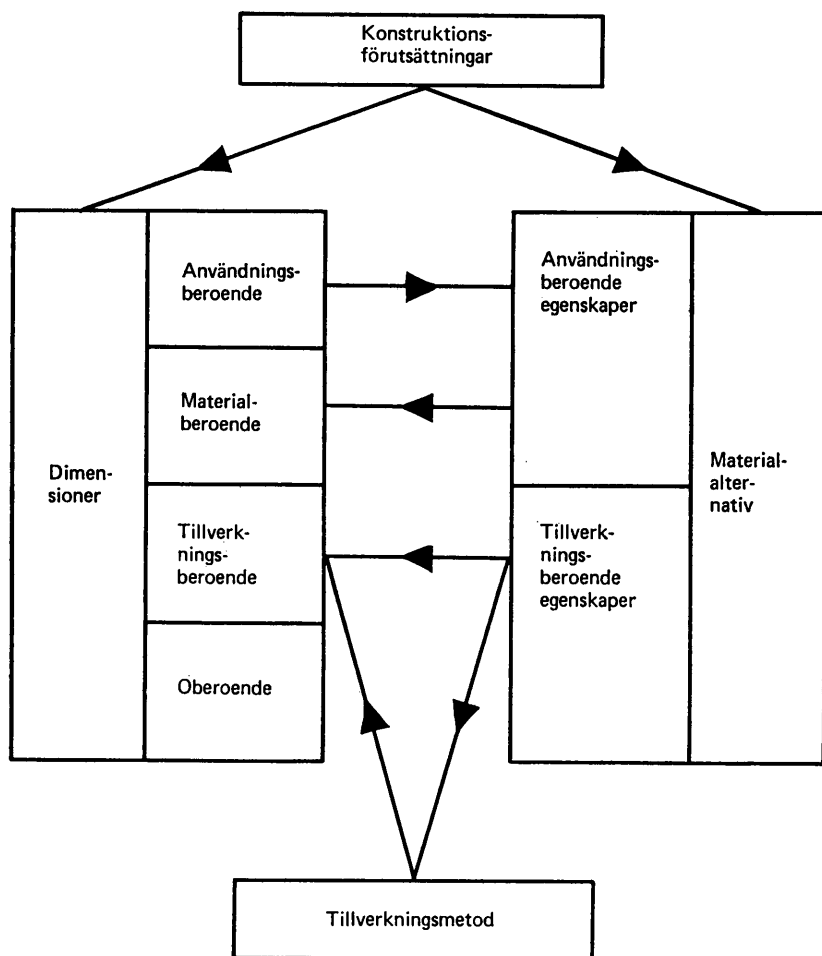 Konstruktions-
förutsättningar
Användnings-
beroende
Material-
beroende
Dimen-
sioner
Tillverk-
nings-
beroende
Oberoende
Användnings-
beroende
egenskaper
Tillverk-
nings-
beroende
egenskaper
Material-
alter-
nativ
Tillverkningsmetod